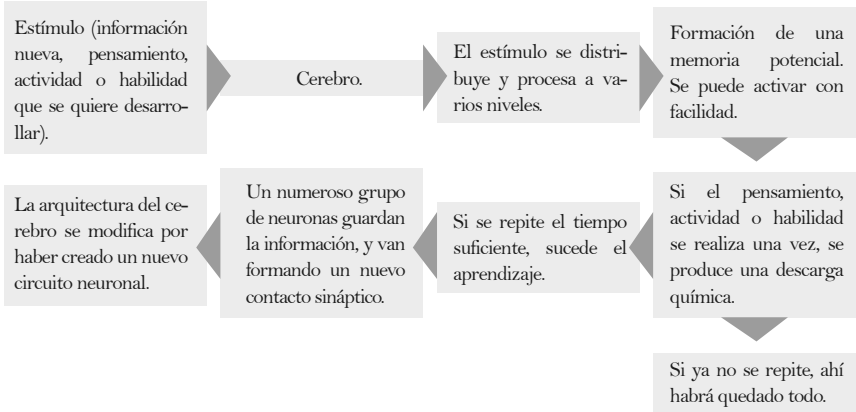 Estímulo (información
nueva, pensamiento,
actividad o habilidad
que se quiere desarro-
llar).
Cerebro.
El estímulo se distri-
buye y procesa a va-
rios niveles.
Formación de una
memoria potencial.
Se puede activar con
facilidad.
Si el pensamiento,
actividad o habilidad
se realiza una vez, se
produce una descarga
química.
Si se repite el tiempo
suficiente, sucede el
aprendizaje.
Un numeroso grupo
de neuronas guardan
la información, y van
formando un nuevo
contacto sináptico.
La arquitectura del ce-
rebro se modifica por
haber creado un nuevo
circuito neuronal.
Si ya no se repite, ahí
habrá quedado todo.